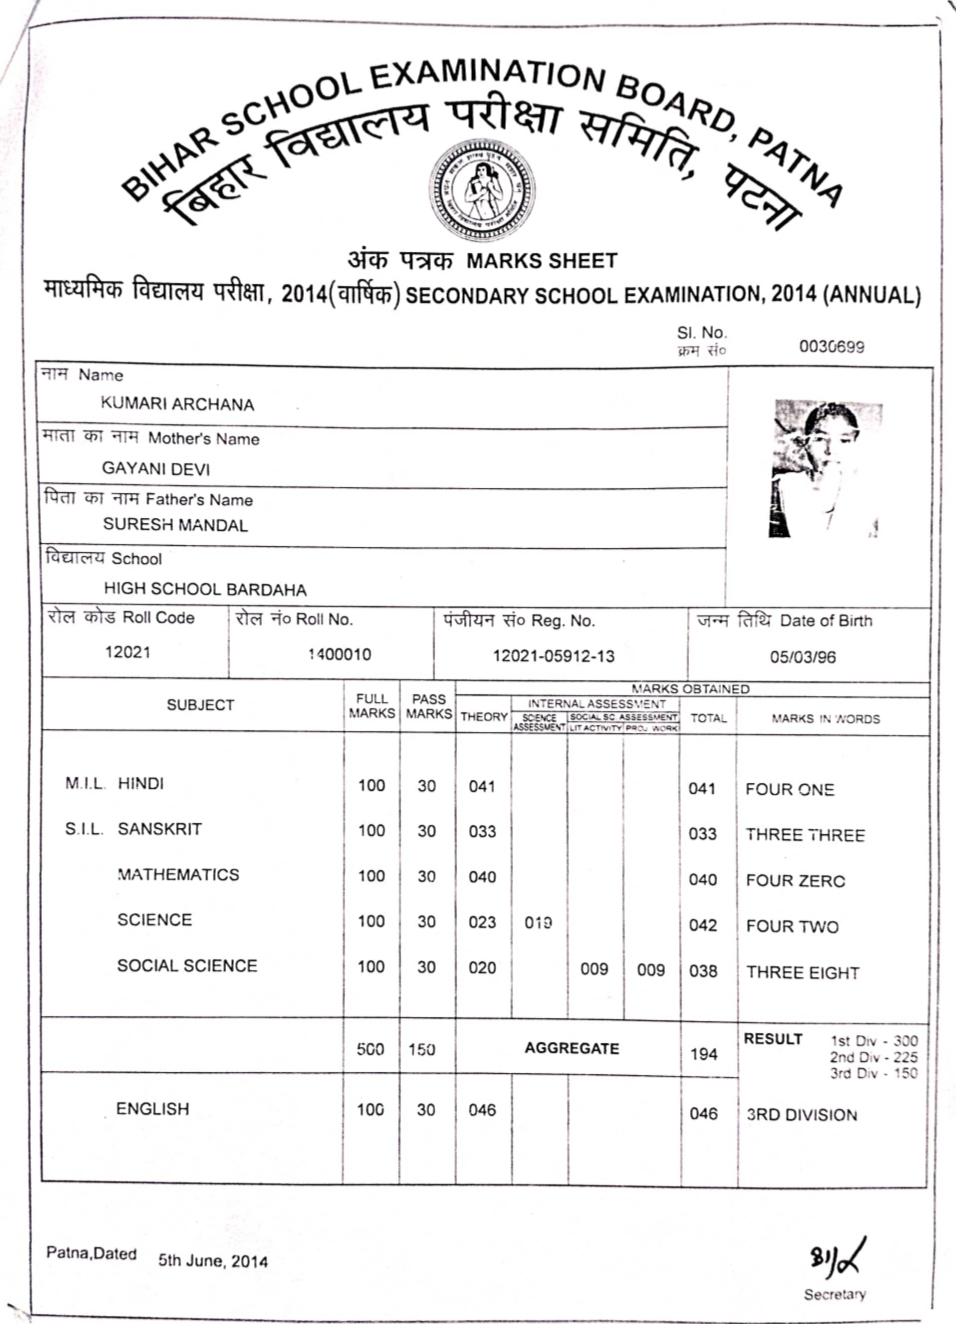 BIHAR SCHOOL EXAMINATION BOARD, PATNA
बिहार विद्यालय परीक्षा समिति, पटना
अंक पत्रक MARKS SHEET
माध्यमिक विद्यालय परीक्षा, 2014(वार्षिक) SECONDARY SCHOOL EXAMINATION, 2014 (ANNUAL)
Sl. No.
क्रम सं० 0030699
नाम Name
KUMARI ARCHANA
माता का नाम Mother's Name
GAYANI DEVI
पिता का नाम Father's Name
SURESH MANDAL
विद्यालय School
HIGH SCHOOL BARDAHA
रोल कोड Roll Code रोल नं० Roll No. पंजीयन सं० Reg. No. जन्म तिथि Date of Birth
12021 1400010 12021-05912-13 05/03/96
MARKS OBTAINED
SUBJECT FULL MARKS PASS MARKS THEORY INTERNAL ASSESSMENT TOTAL MARKS IN WORDS
SCIENCE ASSESSMENT SOCIAL SC. ASSESSMENT
LIT ACTIVITY PROJ. WORK
M.I.L. HINDI 100 30 041 041 FOUR ONE
S.I.L. SANSKRIT 100 30 033 033 THREE THREE
MATHEMATICS 100 30 040 040 FOUR ZERO
SCIENCE 100 30 023 019 042 FOUR TWO
SOCIAL SCIENCE 100 30 020 009 009 038 THREE EIGHT
500 150 AGGREGATE 194 RESULT 1st Div - 300
2nd Div - 225
3rd Div - 150
ENGLISH 100 30 046 046 3RD DIVISION
Patna,Dated 5th June, 2014
Secretary